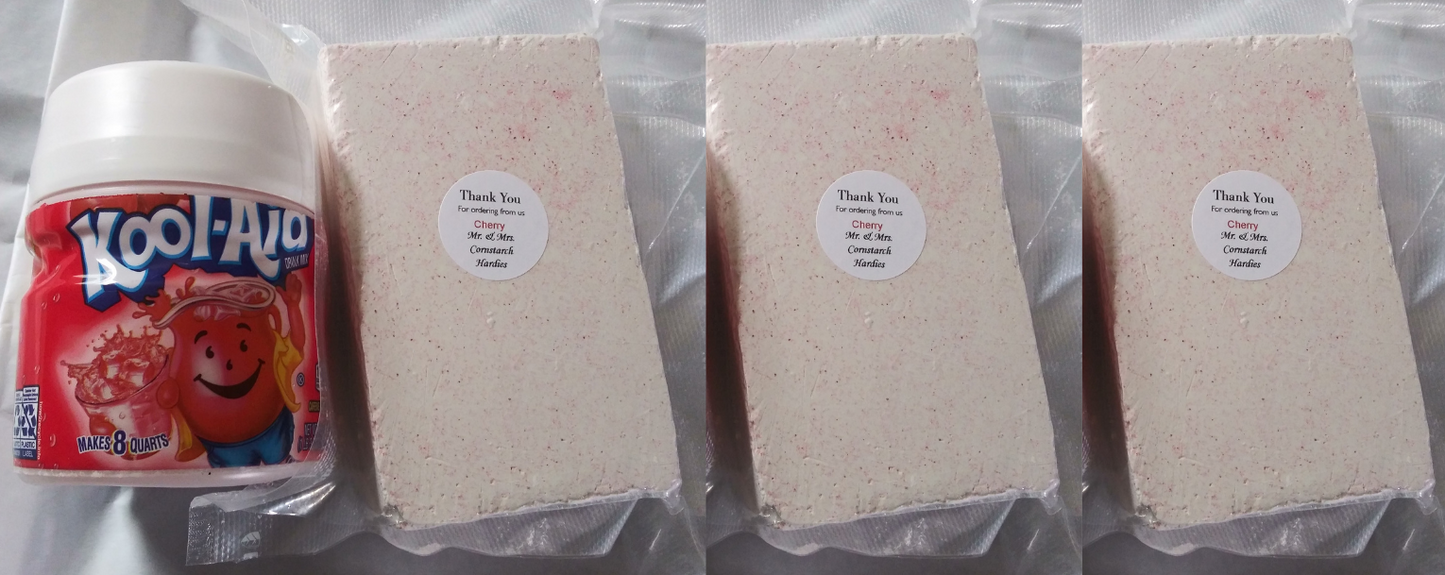 Kool-Aid
DRINK MIX
MAKES 8 QUARTS
Thank You
For ordering from us
Cherry
Mr. & Mrs.
Cornstarch
Hardies
Thank You
For ordering from us
Cherry
Mr. & Mrs.
Cornstarch
Hardies
Thank You
For ordering from us
Cherry
Mr. & Mrs.
Cornstarch
Hardies